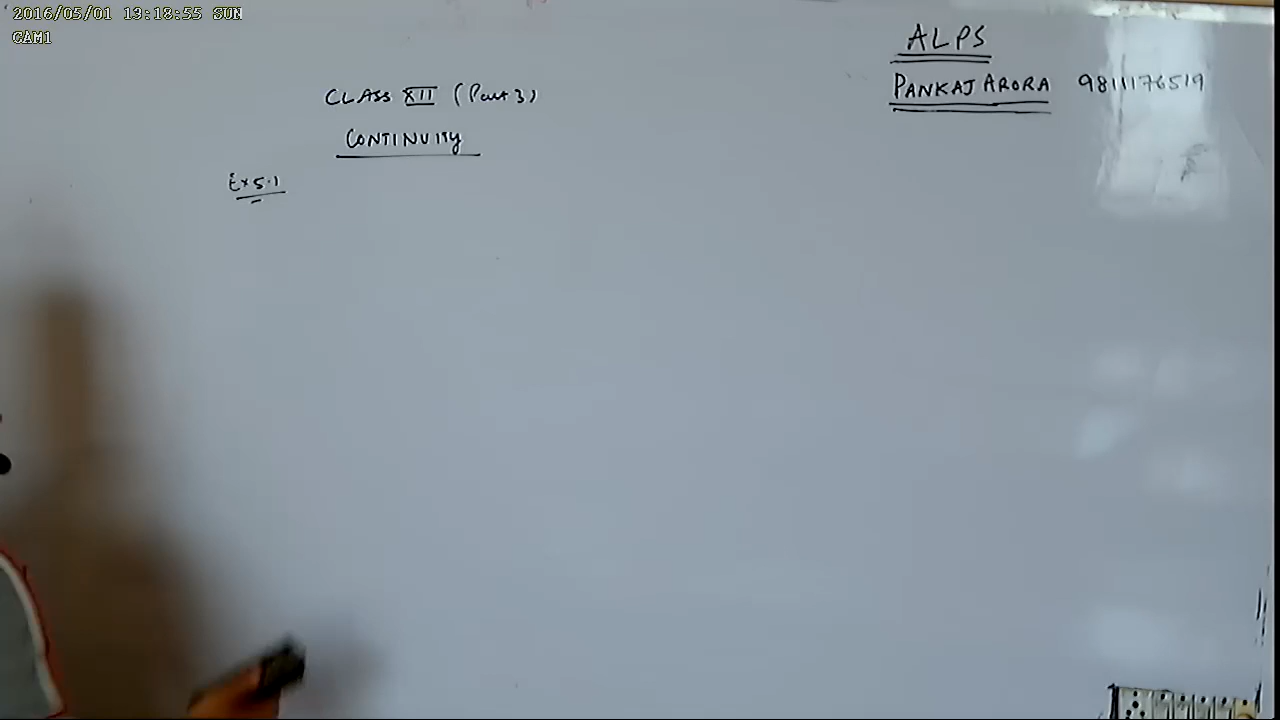 2016/05/01 19:18:55 SUN
CAM1
ALPS
PANKAJ ARORA 9811176519
CLASS XII (Part 3)
CONTINUITY
Ex 5.1